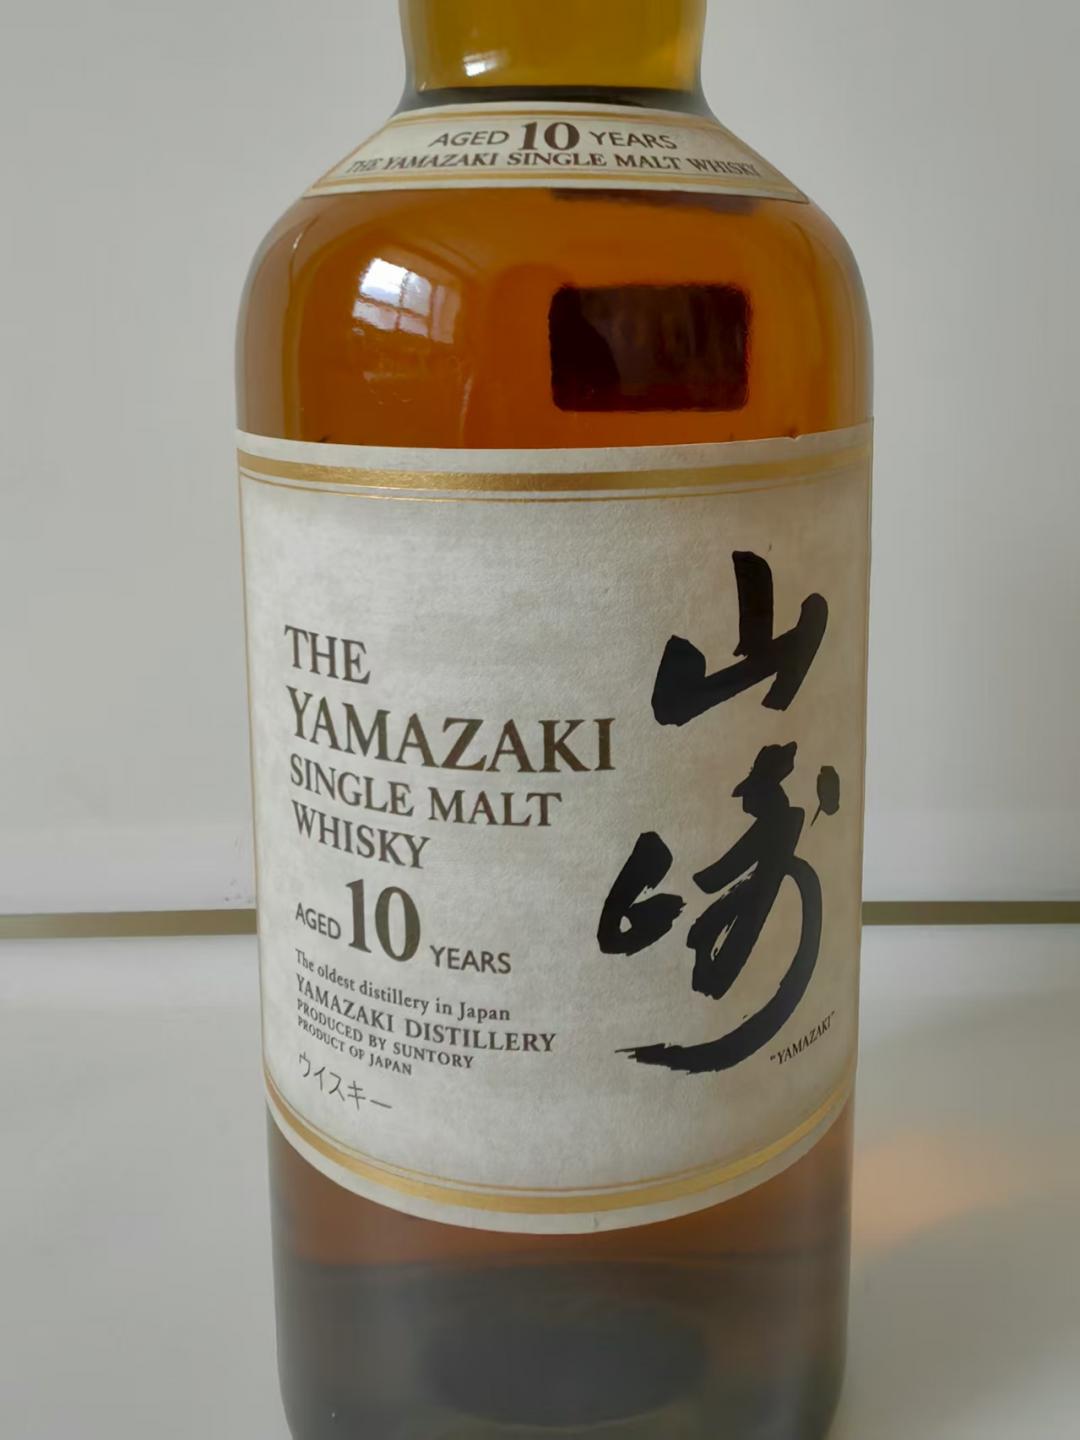 AGED 10 YEARS
THE YAMAZAKI SINGLE MALT WHISKY
THE
YAMAZAKI
SINGLE MALT
WHISKY
AGED 10 YEARS
The oldest distillery in Japan
YAMAZAKI DISTILLERY
PRODUCED BY SUNTORY
PRODUCT OF JAPAN
ウイスキー
山崎
"YAMAZAKI"